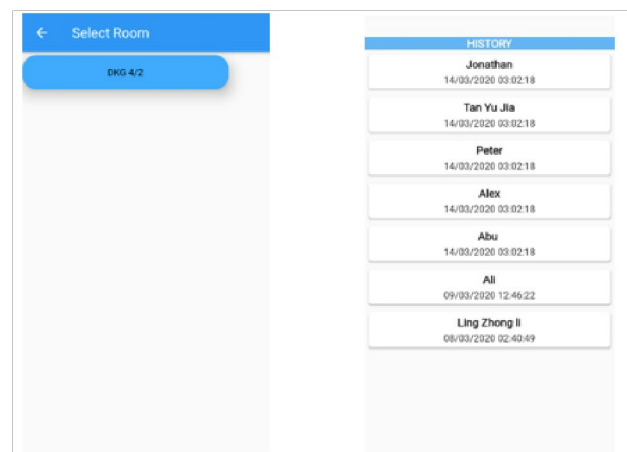 Select Room
DKG 4/2
HISTORY
Jonathan
14/03/2020 03:02:18
Tan Yu Jia
14/03/2020 03:02:18
Peter
14/03/2020 03:02:18
Alex
14/03/2020 03:02:18
Abu
14/03/2020 03:02:18
Ali
09/03/2020 12:46:22
Ling Zhong li
08/03/2020 02:40:49